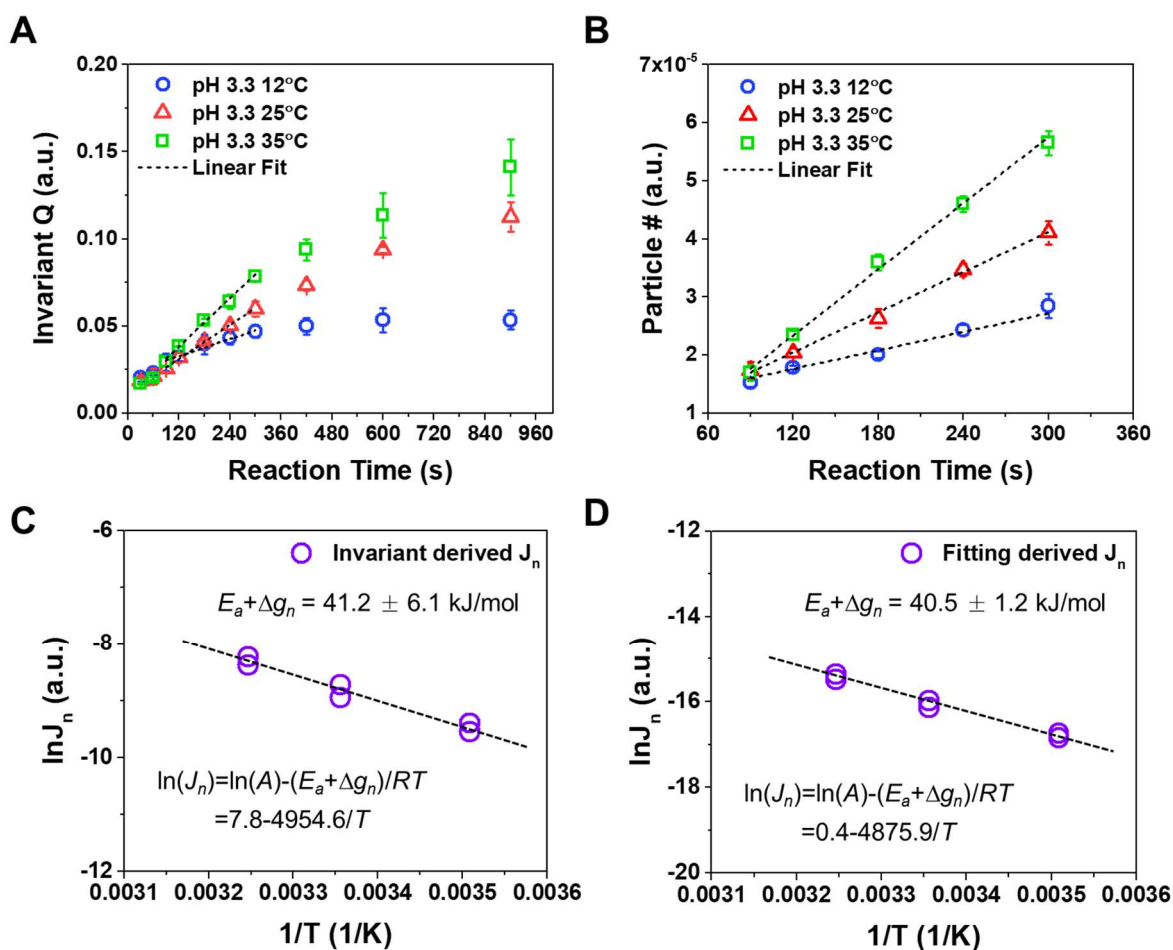 A
Invariant Q (a.u.)
0.20
0.15
0.10
0.05
0.00
pH 3.3 12°C
pH 3.3 25°C
pH 3.3 35°C
Linear Fit
0 120 240 360 480 600 720 840 960
Reaction Time (s)
B
Particle # (a.u.)
7x10⁻⁵
6
5
4
3
2
1
pH 3.3 12°C
pH 3.3 25°C
pH 3.3 35°C
Linear Fit
60 120 180 240 300 360
Reaction Time (s)
C
lnJₙ (a.u.)
-6
-8
-10
-12
Invariant derived Jₙ
Eₐ+Δgₙ = 41.2 ± 6.1 kJ/mol
ln(Jₙ)=ln(A)-(Eₐ+Δgₙ)/RT
=7.8-4954.6/T
0.0031 0.0032 0.0033 0.0034 0.0035 0.0036
1/T (1/K)
D
lnJₙ (a.u.)
-12
-14
-16
-18
-20
Fitting derived Jₙ
Eₐ+Δgₙ = 40.5 ± 1.2 kJ/mol
ln(Jₙ)=ln(A)-(Eₐ+Δgₙ)/RT
=0.4-4875.9/T
0.0031 0.0032 0.0033 0.0034 0.0035 0.0036
1/T (1/K)